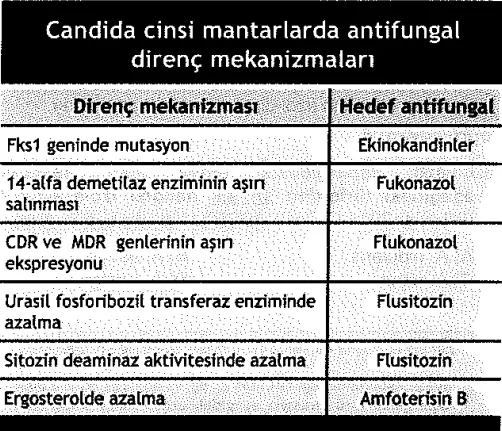 Candida cinsi mantarlarda antifungal
direnç mekanizmaları
Direnç mekanizması Hedef antifungal
Fks1 geninde mutasyon Ekinokandinler
14-alfa demetilaz enziminin aşırı Fukonazol
salınması
CDR ve MDR genlerinin aşırı Flukonazol
ekspresyonu
Urasil fosforibozil transferaz enziminde Flusitozin
azalma
Sitozin deaminaz aktivitesinde azalma Flusitozin
Ergosterolde azalma Amfoterisin B